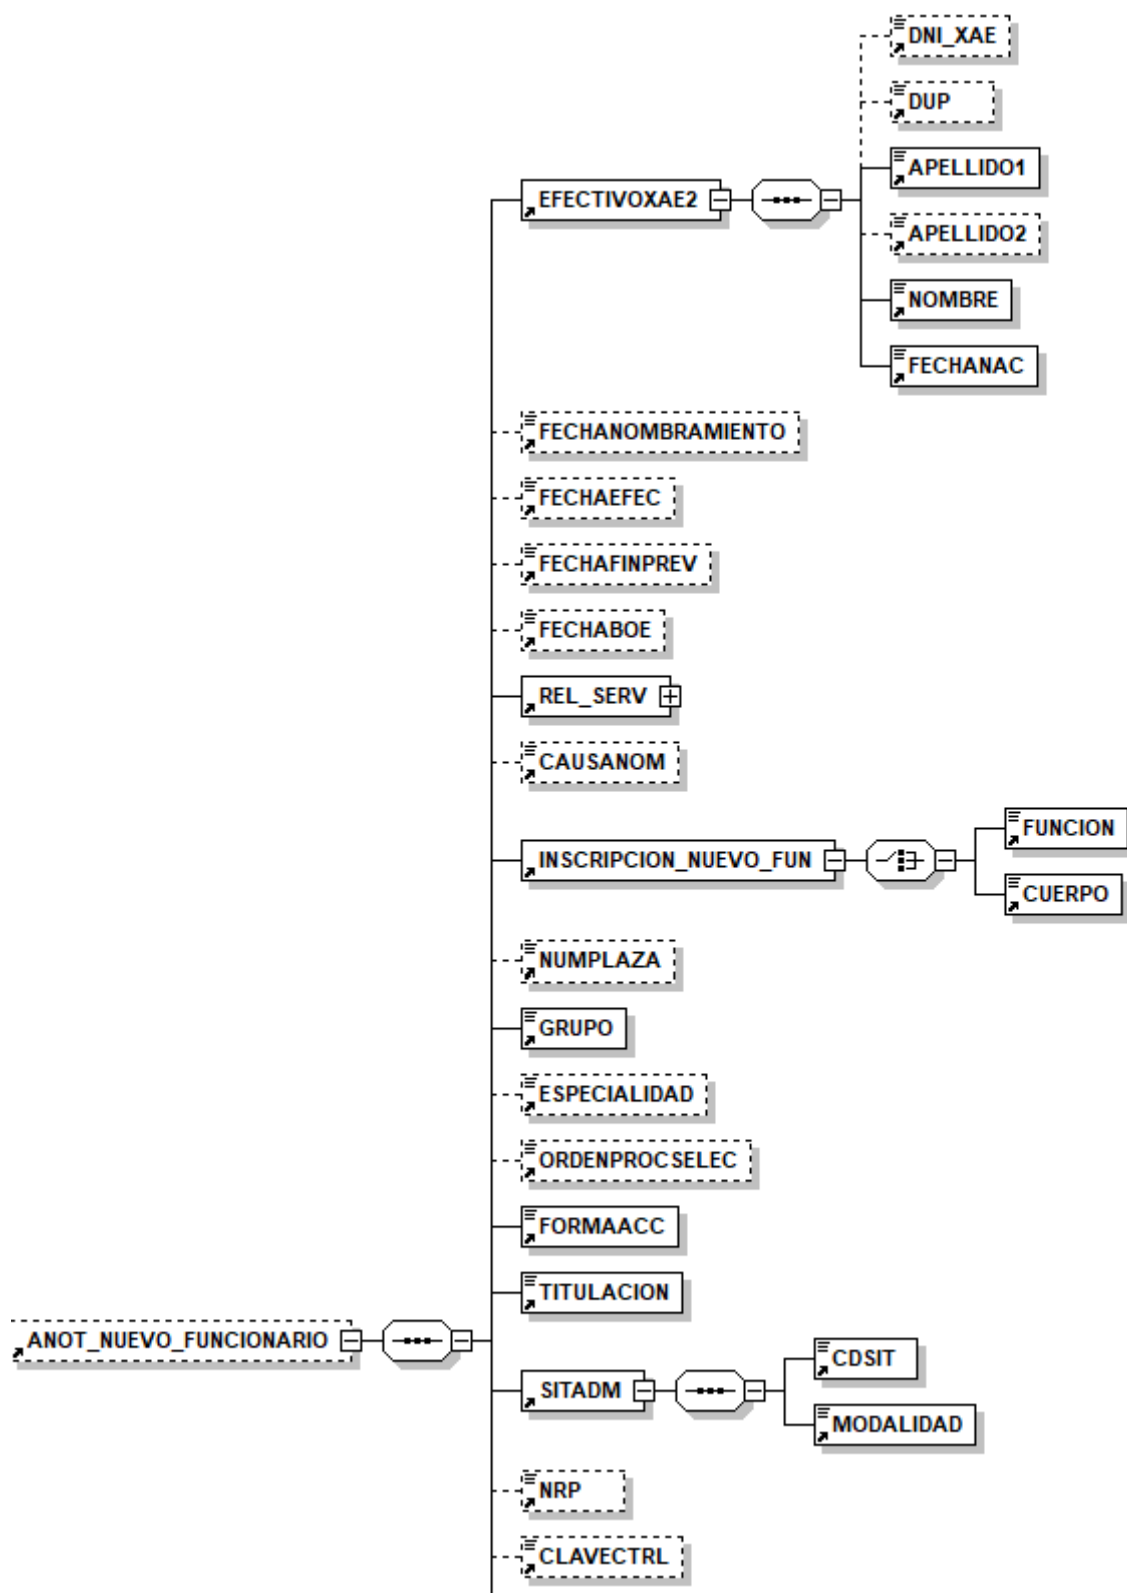 DNI_XAE
DUP
APELLIDO1
EFECTIVOXAE2
APELLIDO2
NOMBRE
FECHANAC
FECHANOMBRAMIENTO
FECHAEFEC
FECHAFINPREV
FECHABOE
REL_SERV
CAUSANOM
FUNCION
INSCRIPCION_NUEVO_FUN
CUERPO
NUMPLAZA
GRUPO
ESPECIALIDAD
ORDENPROCSELEC
FORMAACC
TITULACION
ANOT_NUEVO_FUNCIONARIO
CDSIT
SITADM
MODALIDAD
NRP
CLAVECTRL